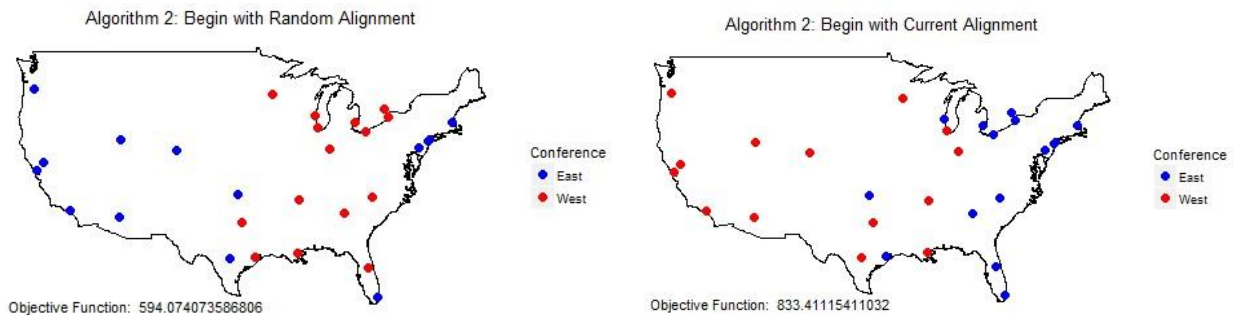 Algorithm 2: Begin with Random Alignment
Conference
East
West
Objective Function: 594.074073586806
Algorithm 2: Begin with Current Alignment
Conference
East
West
Objective Function: 833.41115411032